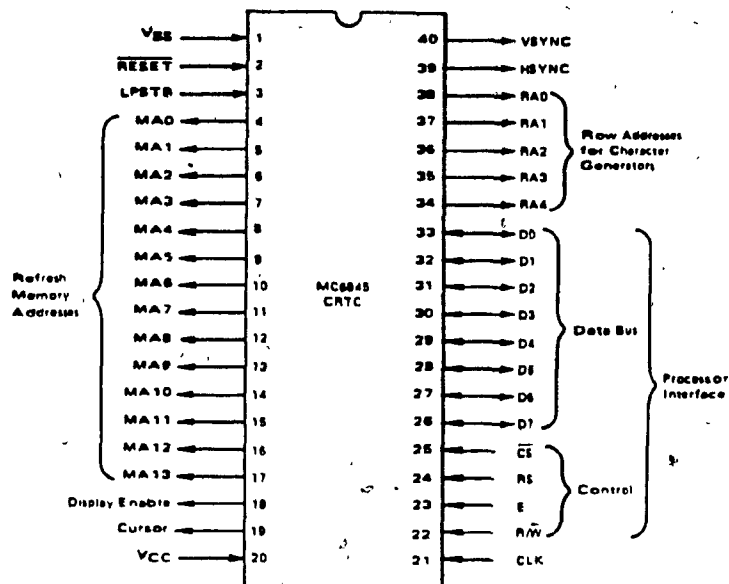 VSS 1
RESET 2
LPSTB 3
MA0 4
MA1 5
MA2 6
MA3 7
MA4 8
MA5 9
MA6 10
MA7 11
MA8 12
MA9 13
MA10 14
MA11 15
MA12 16
MA13 17
Display Enable 18
Cursor 19
VCC 20
Refresh
Memory
Addresses
MC6845
CRTC
40 VSYNC
39 HSYNC
38 RA0
37 RA1
36 RA2
35 RA3
34 RA4
33 D0
32 D1
31 D2
30 D3
29 D4
28 D5
27 D6
26 D7
25 CS
24 RS
23 E
22 R/W
21 CLK
Row Addresses
for Character
Generators
Data Bus
Control
Processor
Interface